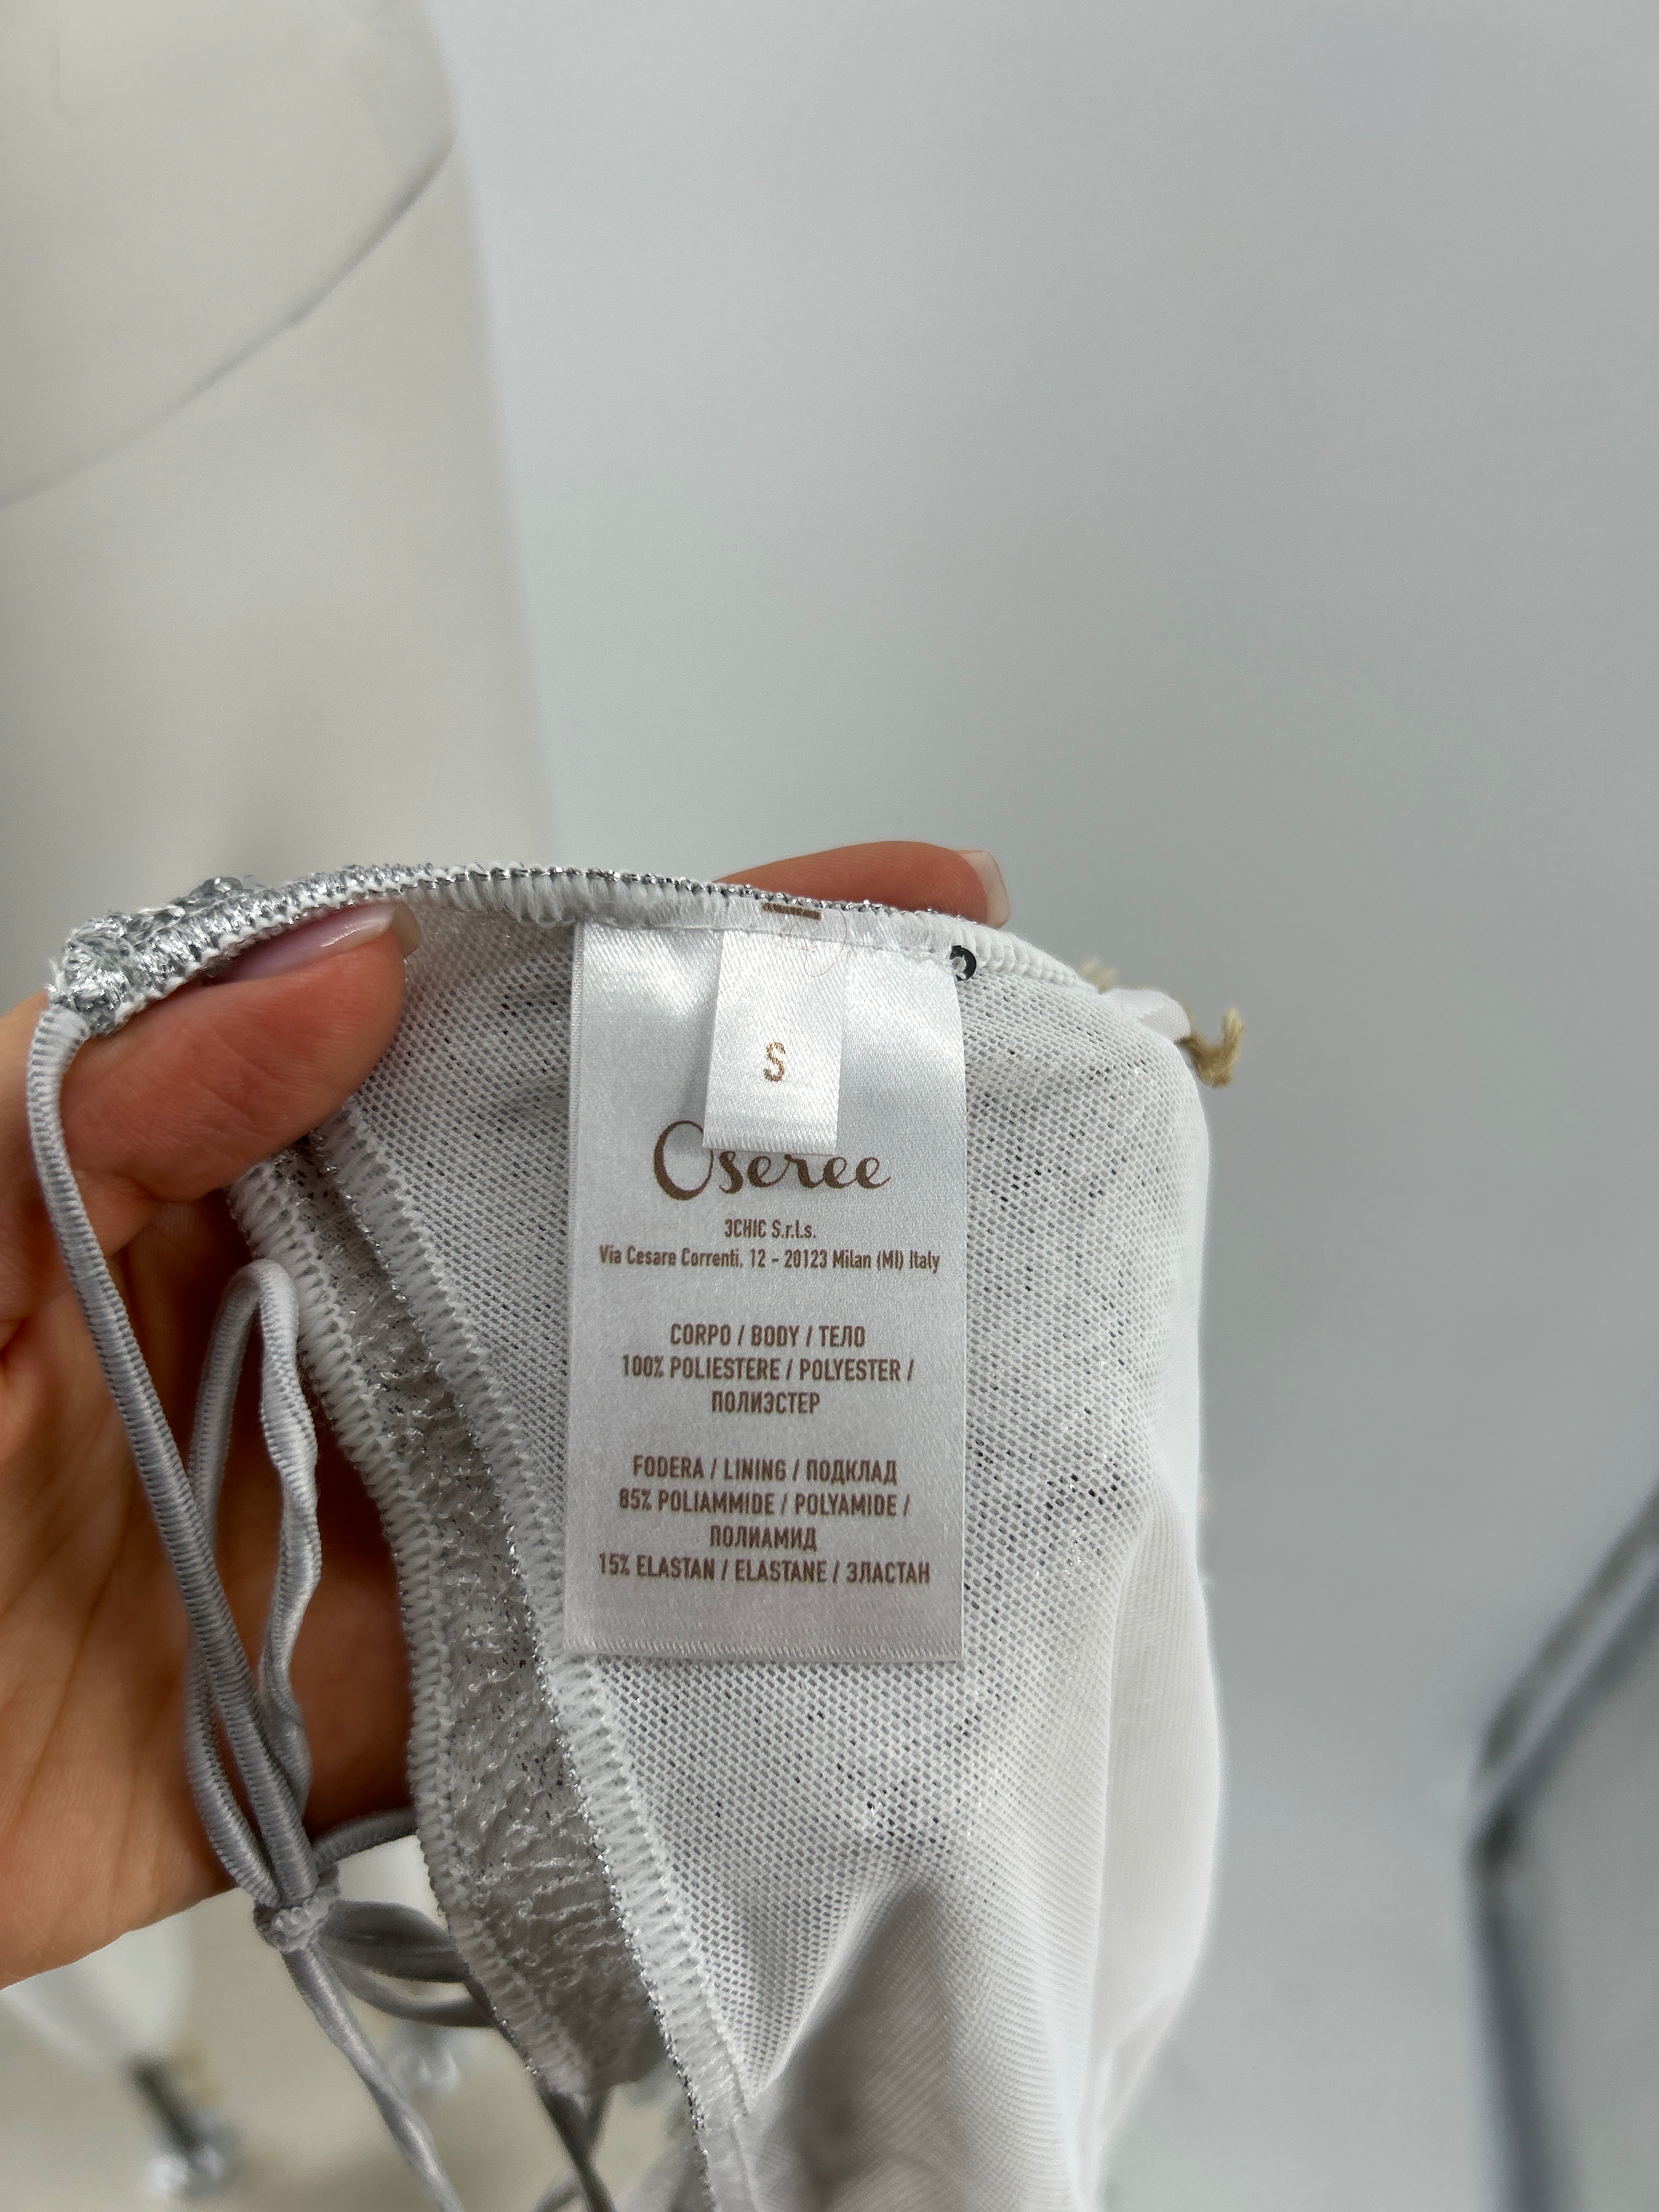 S
Oseree
3CHIC S.r.l.s.
Via Cesare Correnti, 12 - 20123 Milan (MI) Italy
CORPO / BODY / ТЕЛО
100% POLIESTERE / POLYESTER /
ПОЛИЭСТЕР
FODERA / LINING / ПОДКЛАД
85% POLIAMMIDE / POLYAMIDE /
ПОЛИАМИД
15% ELASTAN / ELASTANE / ЭЛАСТАН